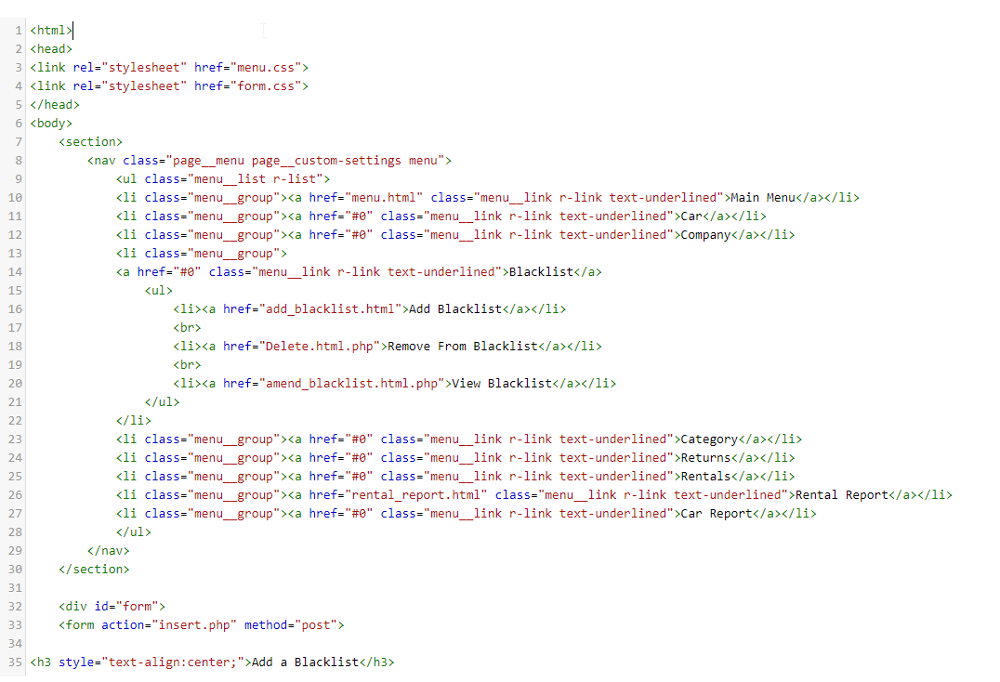 1 <html>
2 <head>
3 <link rel="stylesheet" href="menu.css">
4 <link rel="stylesheet" href="form.css">
5 </head>
6 <body>
7     <section>
8         <nav class="page__menu page__custom-settings menu">
9             <ul class="menu__list r-list">
10             <li class="menu__group"><a href="menu.html" class="menu__link r-link text-underlined">Main Menu</a></li>
11             <li class="menu__group"><a href="#0" class="menu__link r-link text-underlined">Car</a></li>
12             <li class="menu__group"><a href="#0" class="menu__link r-link text-underlined">Company</a></li>
13             <li class="menu__group">
14             <a href="#0" class="menu__link r-link text-underlined">Blacklist</a>
15                 <ul>
16                     <li><a href="add_blacklist.html">Add Blacklist</a></li>
17                     <br>
18                     <li><a href="Delete.html.php">Remove From Blacklist</a></li>
19                     <br>
20                     <li><a href="amend_blacklist.html.php">View Blacklist</a></li>
21                 </ul>
22             </li>
23             <li class="menu__group"><a href="#0" class="menu__link r-link text-underlined">Category</a></li>
24             <li class="menu__group"><a href="#0" class="menu__link r-link text-underlined">Returns</a></li>
25             <li class="menu__group"><a href="#0" class="menu__link r-link text-underlined">Rentals</a></li>
26             <li class="menu__group"><a href="rental_report.html" class="menu__link r-link text-underlined">Rental Report</a></li>
27             <li class="menu__group"><a href="#0" class="menu__link r-link text-underlined">Car Report</a></li>
28             </ul>
29         </nav>
30     </section>
31
32     <div id="form">
33     <form action="insert.php" method="post">
34
35 <h3 style="text-align:center;">Add a Blacklist</h3>